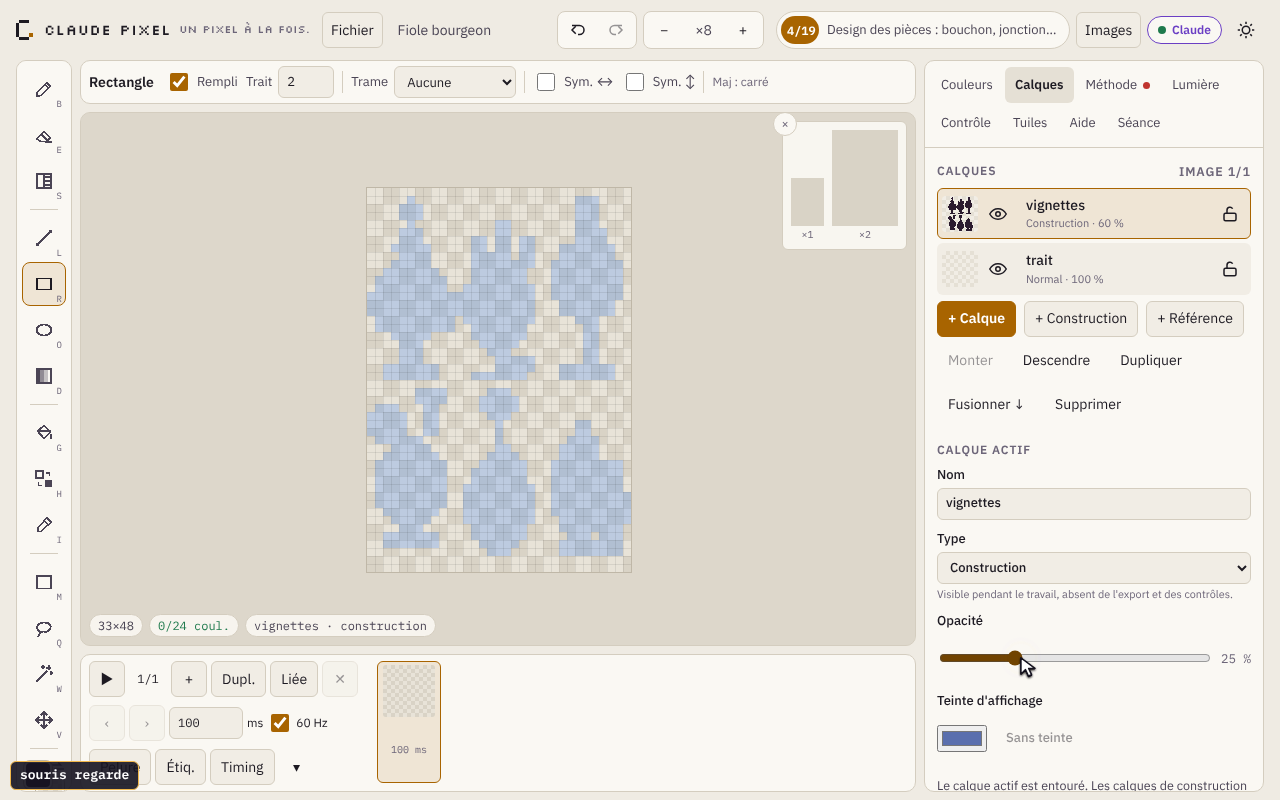 CLAUDE PIXEL UN PIXEL À LA FOIS. Fichier Fiole bourgeon − ×8 + 4/19 Design des pièces : bouchon, jonction… Images Claude
Rectangle Rempli Trait 2 Trame Aucune Sym. ↔ Sym. ↕ Maj : carré
B
E
S
L
R
O
D
G
H
I
M
Q
W
V
×
×1 ×2
33×48 0/24 coul. vignettes · construction
1/1 + Dupl. Liée ×
‹ › 100 ms 60 Hz
Étiq. Timing ▼
100 ms
souris regarde
Couleurs Calques Méthode Lumière
Contrôle Tuiles Aide Séance
CALQUES IMAGE 1/1
vignettes
Construction · 60 %
trait
Normal · 100 %
+ Calque + Construction + Référence
Monter Descendre Dupliquer
Fusionner ↓ Supprimer
CALQUE ACTIF
Nom
vignettes
Type
Construction
Visible pendant le travail, absent de l'export et des contrôles.
Opacité
25 %
Teinte d'affichage
Sans teinte
Le calque actif est entouré. Les calques de construction